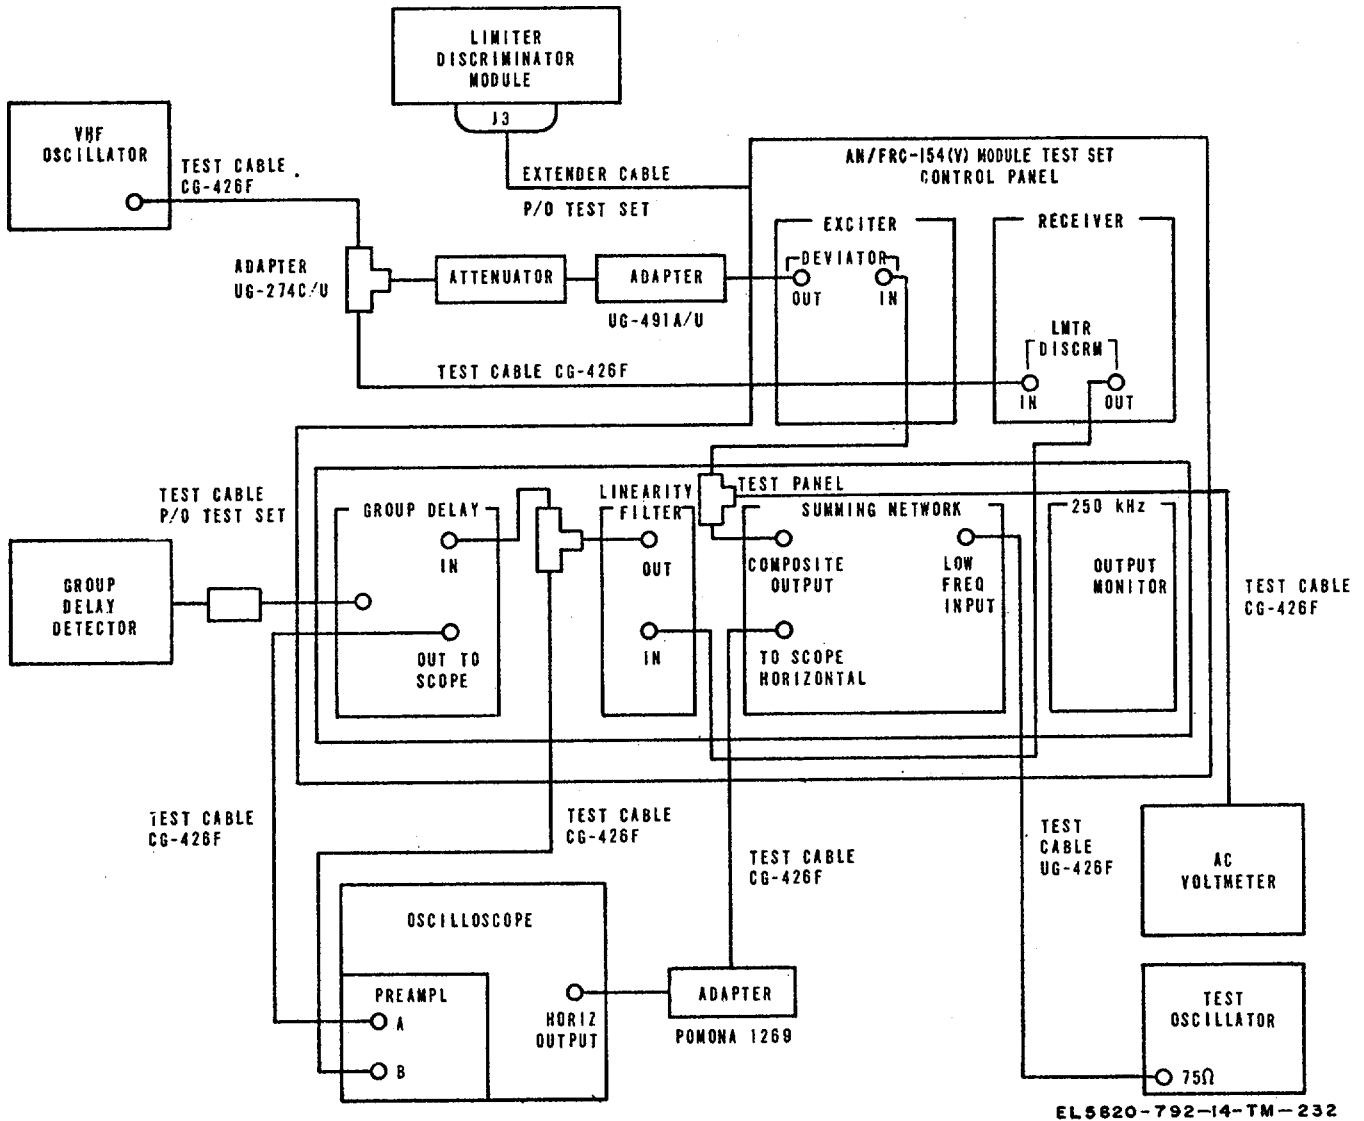 LIMITER
DISCRIMINATOR
MODULE
J3
VHF
OSCILLATOR
TEST CABLE
CG-426F
EXTENDER CABLE
P/O TEST SET
AN/FRC-154(V) MODULE TEST SET
CONTROL PANEL
EXCITER
RECEIVER
DEVIATOR
OUT
IN
ADAPTER
UG-274C/U
ATTENUATOR
ADAPTER
UG-491A/U
LMTR
DISCRM
IN
OUT
TEST CABLE CG-426F
TEST CABLE
P/O TEST SET
GROUP DELAY
IN
LINEARITY
FILTER
OUT
IN
TEST PANEL
SUMMING NETWORK
COMPOSITE
OUTPUT
LOW
FREQ
INPUT
TO SCOPE
HORIZONTAL
250 kHz
OUTPUT
MONITOR
TEST CABLE
CG-426F
GROUP
DELAY
DETECTOR
OUT TO
SCOPE
TEST CABLE
CG-426F
TEST CABLE
CG-426F
TEST CABLE
CG-426F
TEST
CABLE
UG-426F
AC
VOLTMETER
OSCILLOSCOPE
PREAMPL
A
B
HORIZ
OUTPUT
ADAPTER
POMONA 1269
TEST
OSCILLATOR
75Ω
EL5820-792-14-TM-232